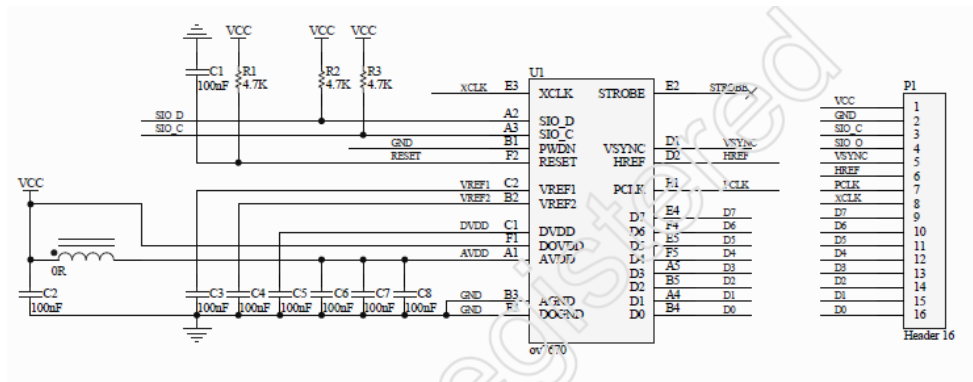 VCC VCC VCC
C1 100nF
R1 4.7K
R2 4.7K
R3 4.7K
U1
XCLK E3 XCLK STROBE E2 STROBE
SIO_D A2 SIO_D
SIO_C A3 SIO_C
GND B1 PWDN VSYNC D1 VSYNC
RESET F2 RESET HREF D2 HREF
VREF1 C2 VREF1 PCLK
VREF2 B2 VREF2
DVDD C1 DVDD
F1 DOVDD
AVDD A1 AVDD
D7 E4 D7
D6 F4 D6
D5 E5 D5
D4 F5 D4
D3 A5 D3
D2 B5 D2
GND B3 AGND D1 A4 D1
GND DOGND D0 B4 D0
ov7670
VCC
0R
C2 100nF
C3 100nF
C4 100nF
C5 100nF
C6 100nF
C7 100nF
C8 100nF
P1
VCC 1
GND 2
SIO_C 3
SIO_O 4
VSYNC 5
HREF 6
PCLK 7
XCLK 8
D7 9
D6 10
D5 11
D4 12
D3 13
D2 14
D1 15
D0 16
Header 16
egistered